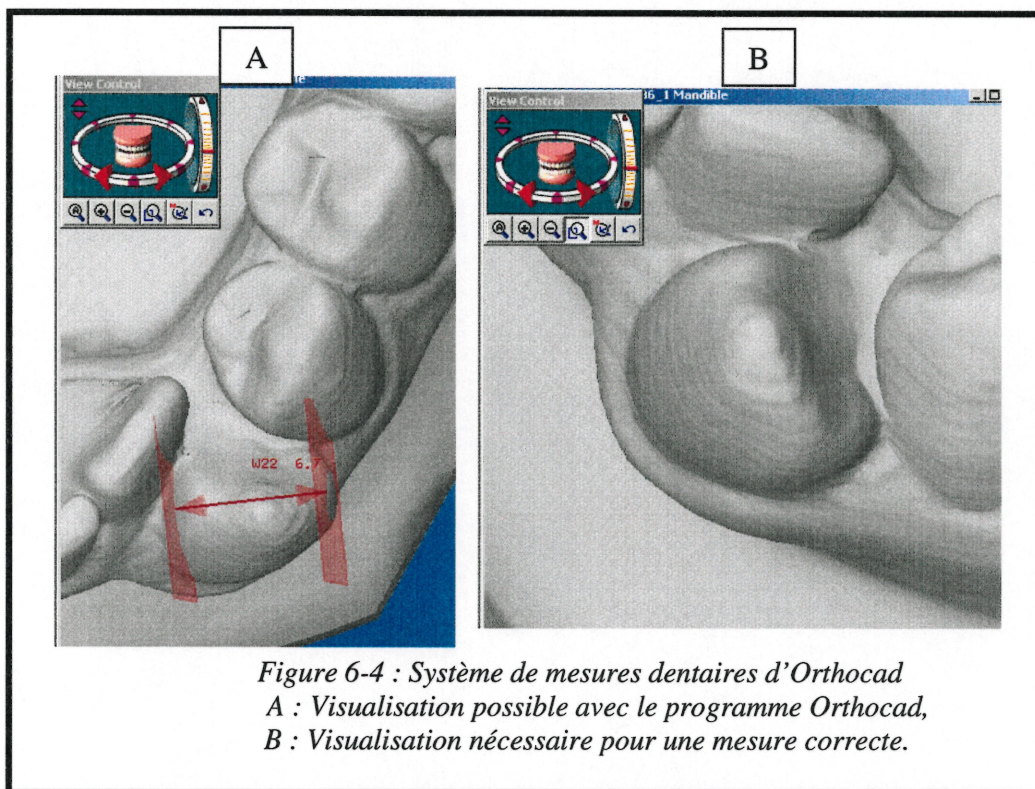 A
B
View Control
View Control
36_1 Mandible
W22 6.7
Figure 6-4 : Système de mesures dentaires d'Orthocad
A : Visualisation possible avec le programme Orthocad,
B : Visualisation nécessaire pour une mesure correcte.